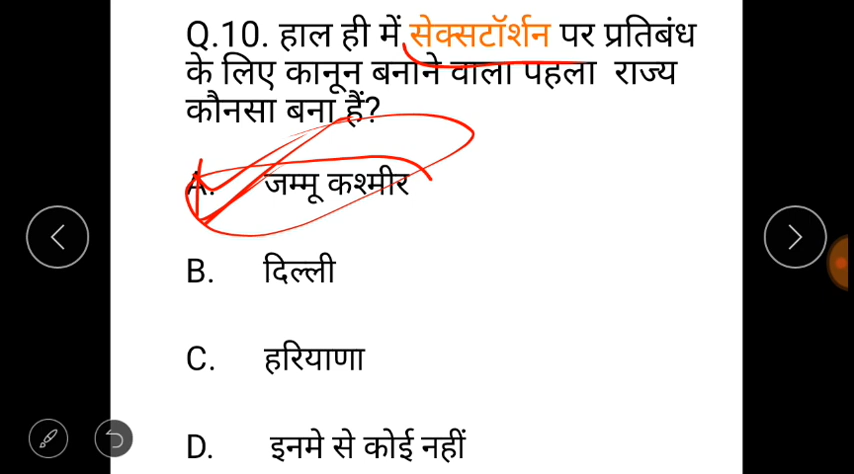 Q.10. हाल ही में सेक्सटॉर्शन पर प्रतिबंध
के लिए कानून बनाने वाला पहला राज्य
कौनसा बना हैं?
A. जम्मू कश्मीर
B. दिल्ली
C. हरियाणा
D. इनमे से कोई नहीं